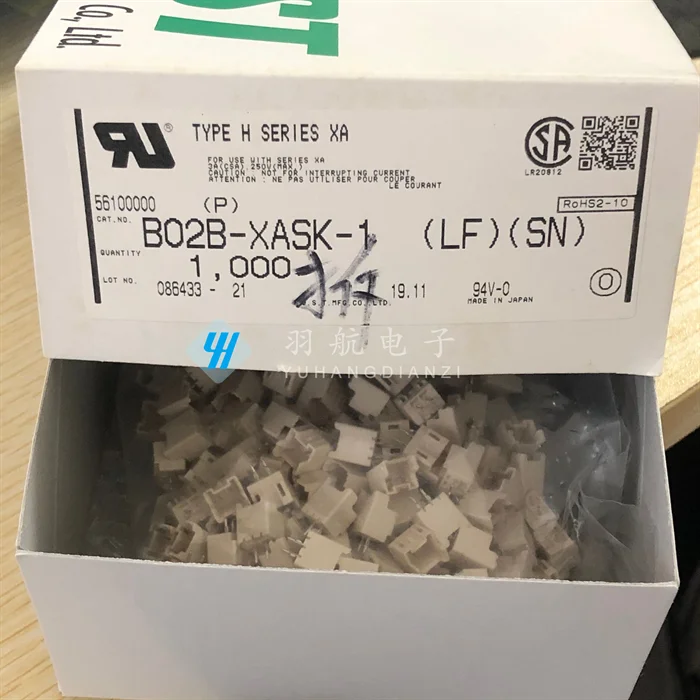 Co., Ltd.
ST
RU ® TYPE H SERIES XA
FOR USE WITH SERIES XA
3A(CSA).250V(MAX.)
CAUTION : NOT FOR INTERRUPTING CURRENT
ATTENTION : NE PAS UTILISER POUR COUPER
LE COURANT
SA
LR20812
56100000 (P)
RoHS2-10
CAT.NO. B02B-XASK-1 (LF)(SN)
QUANTITY 1,000
拆
LOT NO. 086433 - 21 19.11 94V-0
J.S.T.MFG.CO.,LTD. MADE IN JAPAN
羽航电子
YUHANGDIANZI